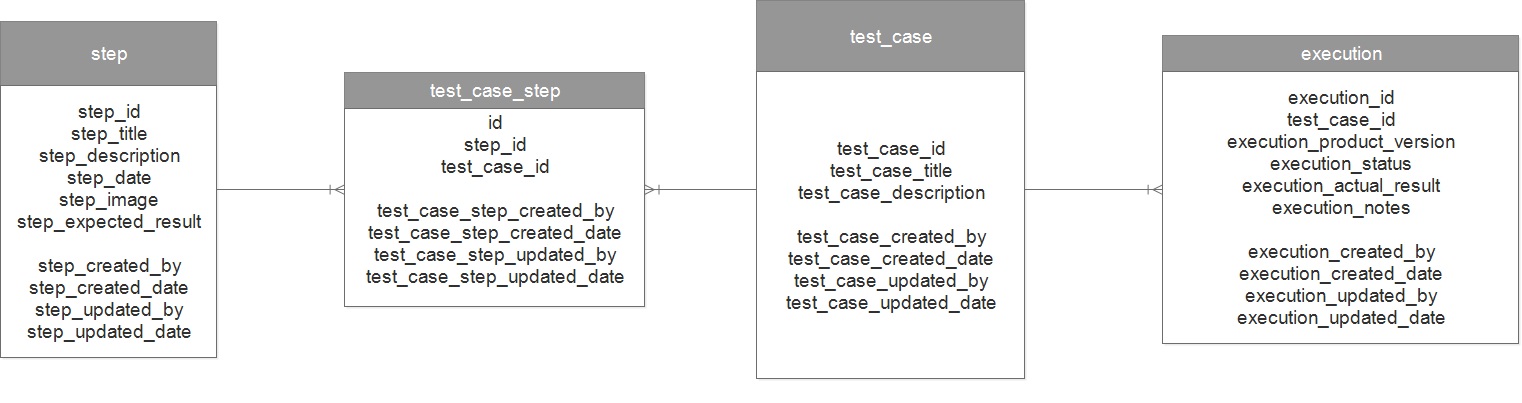 step
step_id
step_title
step_description
step_date
step_image
step_expected_result
step_created_by
step_created_date
step_updated_by
step_updated_date
test_case_step
id
step_id
test_case_id
test_case_step_created_by
test_case_step_created_date
test_case_step_updated_by
test_case_step_updated_date
test_case
test_case_id
test_case_title
test_case_description
test_case_created_by
test_case_created_date
test_case_updated_by
test_case_updated_date
execution
execution_id
test_case_id
execution_product_version
execution_status
execution_actual_result
execution_notes
execution_created_by
execution_created_date
execution_updated_by
execution_updated_date